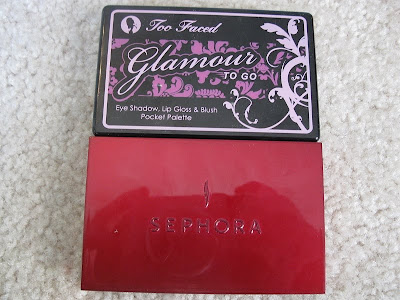 Too Faced
Glamour
TO GO
Eye Shadow, Lip Gloss & Blush
Pocket Palette
SEPHORA